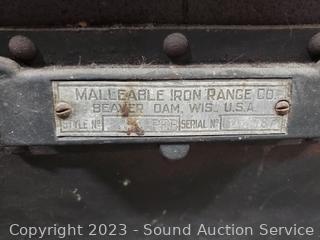 MALLEABLE IRON RANGE CO.
BEAVER DAM, WIS., U.S.A.
STYLE Nº SERIAL Nº
Copyright 2023 - Sound Auction Service